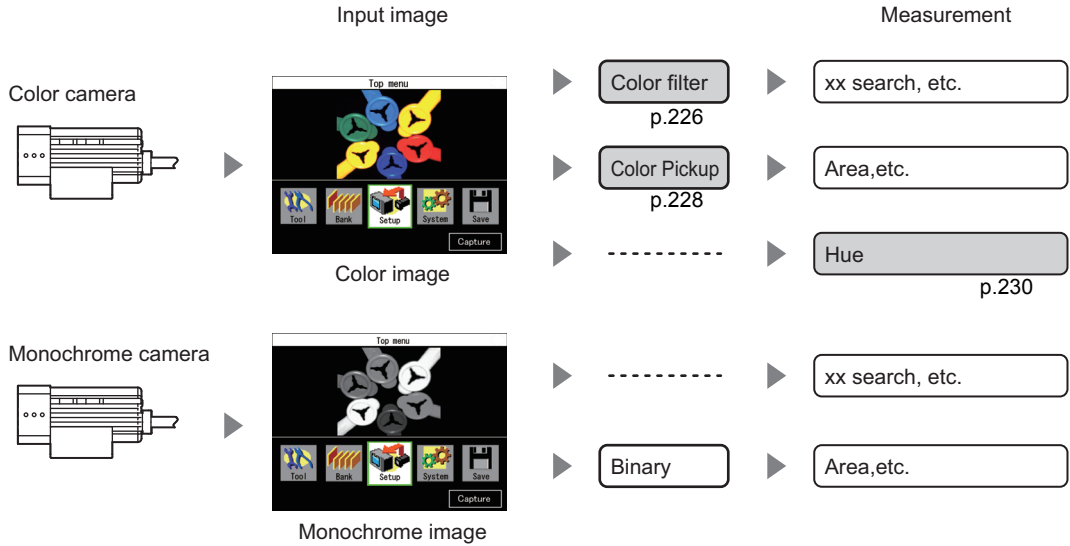 Input image
Measurement
Color camera
Top menu
Tool
Bank
Setup
System
Save
Capture
Color image
Color filter
p.226
xx search, etc.
Color Pickup
p.228
Area,etc.
----------
Hue
p.230
Monochrome camera
Top menu
Tool
Bank
Setup
System
Save
Capture
Monochrome image
----------
xx search, etc.
Binary
Area,etc.